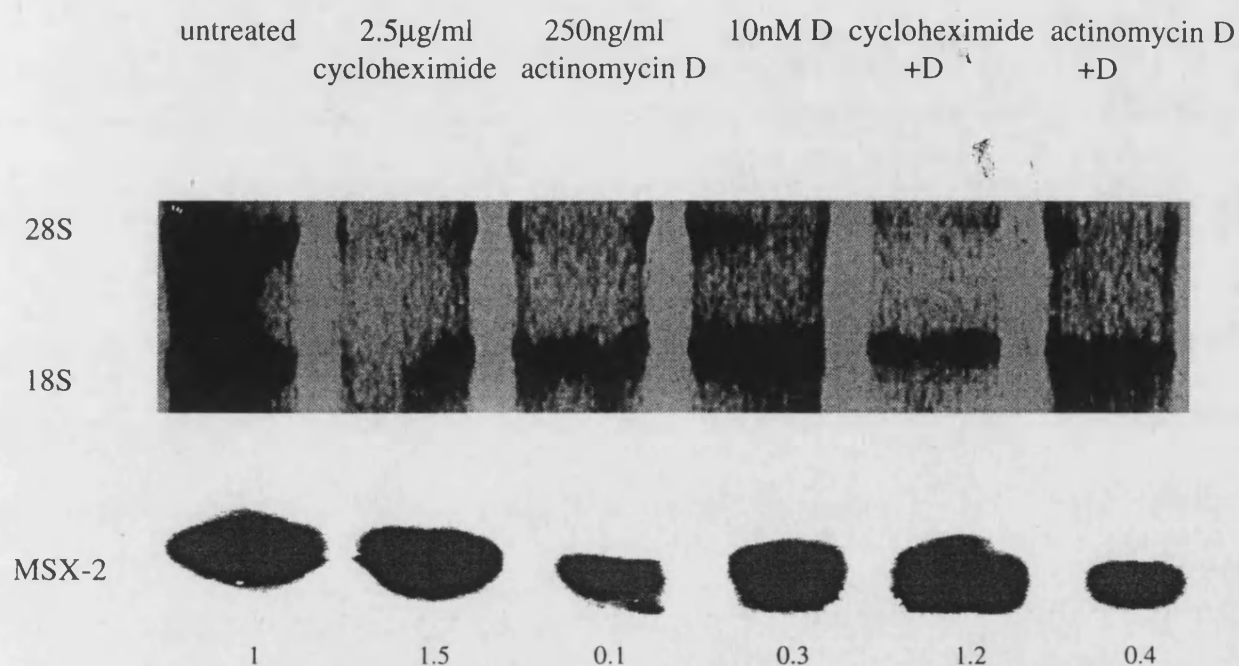 untreated 2.5µg/ml 250ng/ml 10nM D cycloheximide actinomycin D
cycloheximide actinomycin D +D +D
28S
18S
MSX-2
1 1.5 0.1 0.3 1.2 0.4